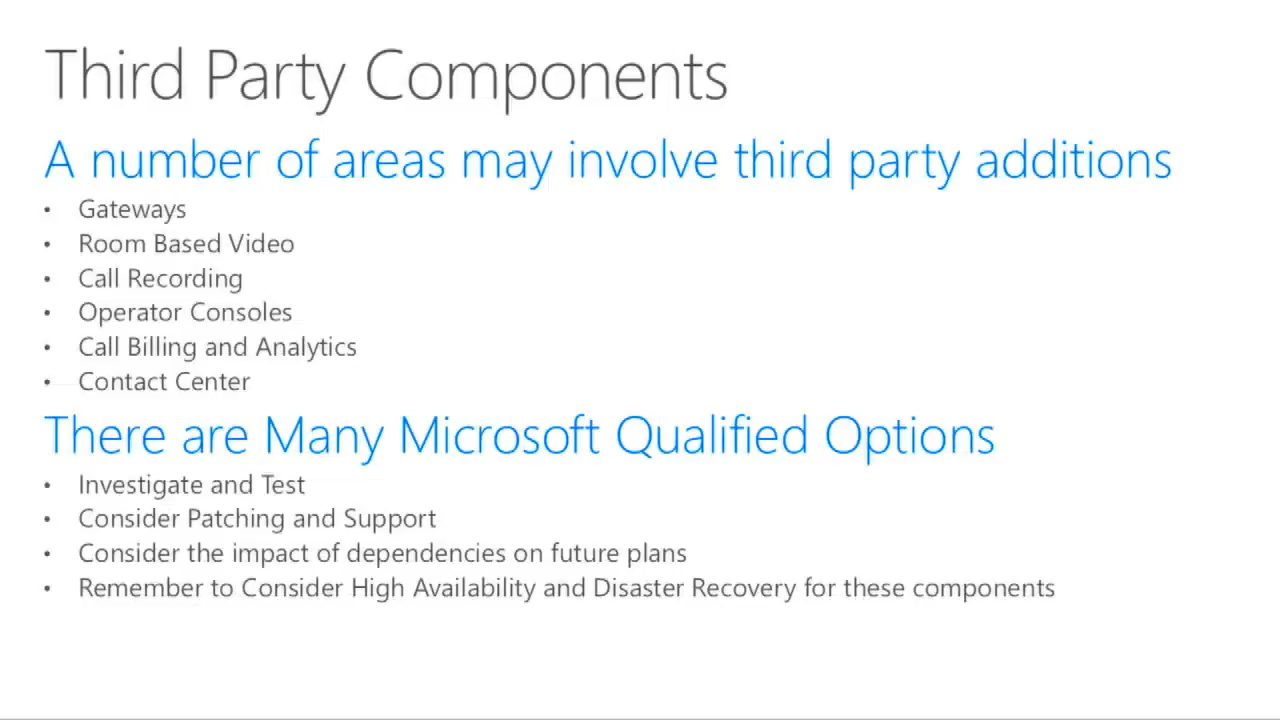 Third Party Components
A number of areas may involve third party additions
• Gateways
• Room Based Video
• Call Recording
• Operator Consoles
• Call Billing and Analytics
• Contact Center
There are Many Microsoft Qualified Options
• Investigate and Test
• Consider Patching and Support
• Consider the impact of dependencies on future plans
• Remember to Consider High Availability and Disaster Recovery for these components